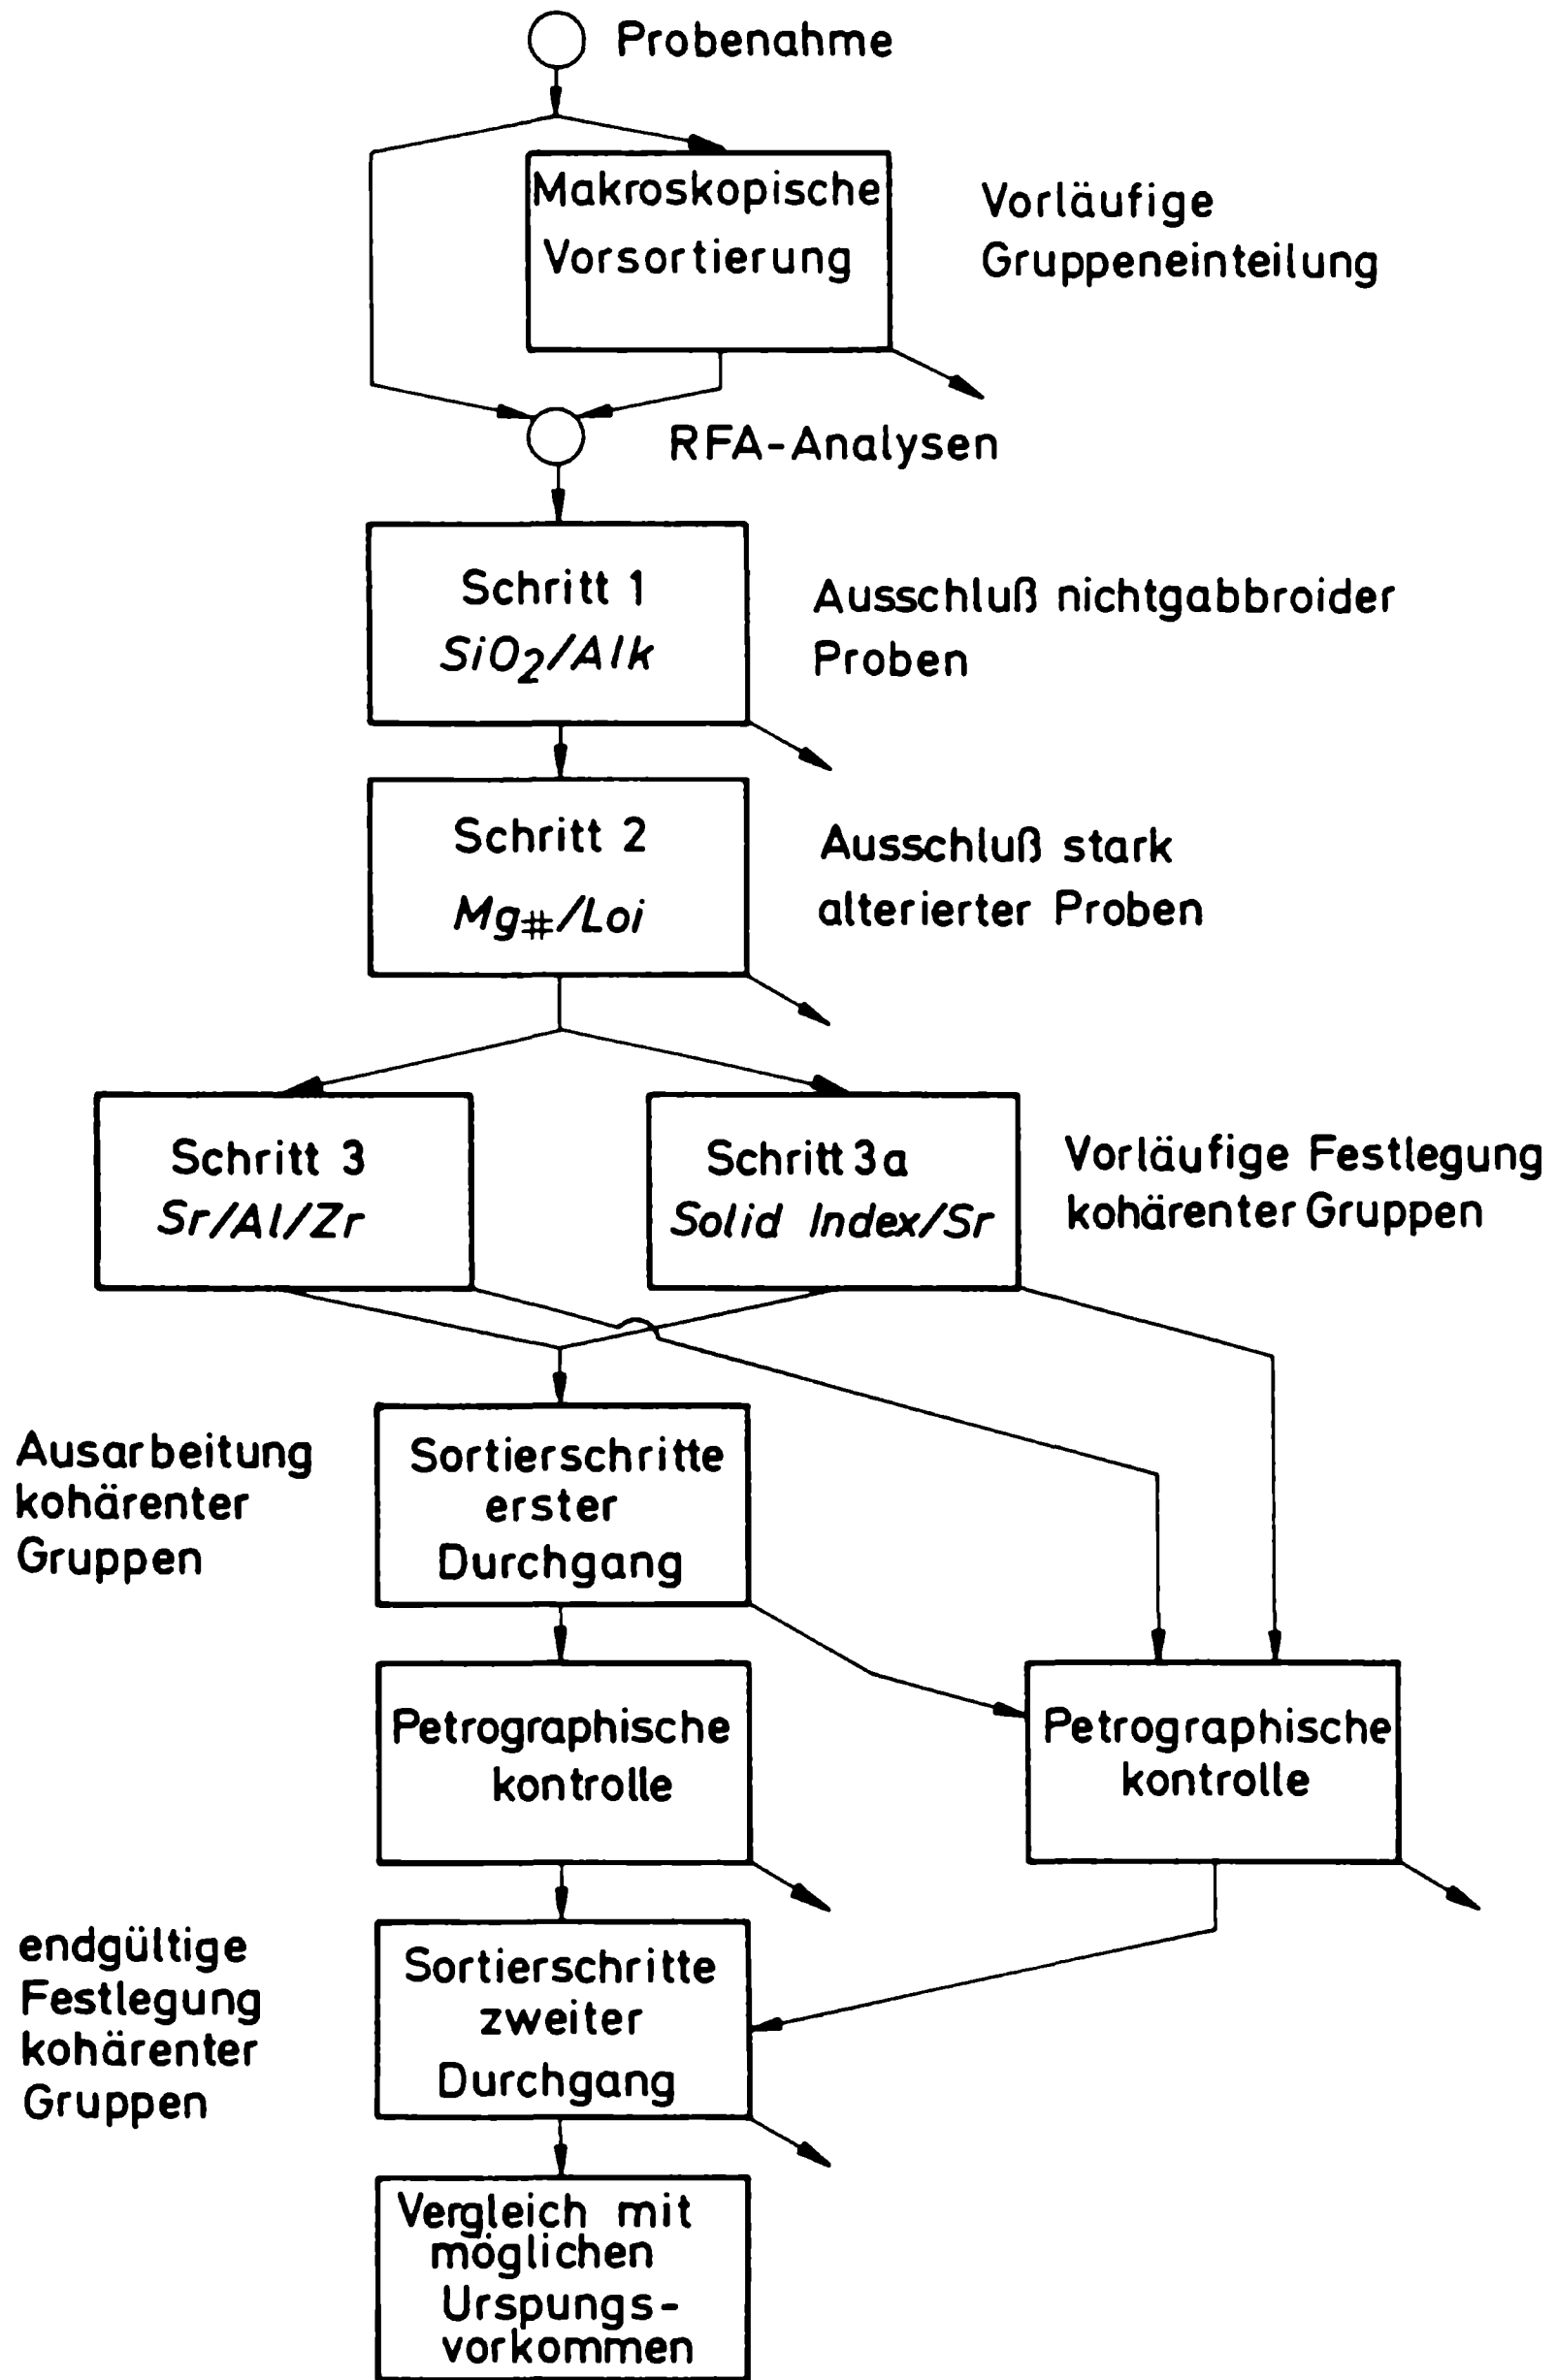 Probenahme
Makroskopische
Vorsortierung
Vorläufige
Gruppeneinteilung
RFA-Analysen
Schritt 1
SiO2/Alk
Ausschluß nichtgabbroider
Proben
Schritt 2
Mg#/Loi
Ausschluß stark
alterierter Proben
Schritt 3
Sr/Al/Zr
Schritt 3a
Solid Index/Sr
Vorläufige Festlegung
kohärenter Gruppen
Ausarbeitung
kohärenter
Gruppen
Sortierschritte
erster
Durchgang
Petrographische
kontrolle
Petrographische
kontrolle
endgültige
Festlegung
kohärenter
Gruppen
Sortierschritte
zweiter
Durchgang
Vergleich mit
möglichen
Urspungs-
vorkommen